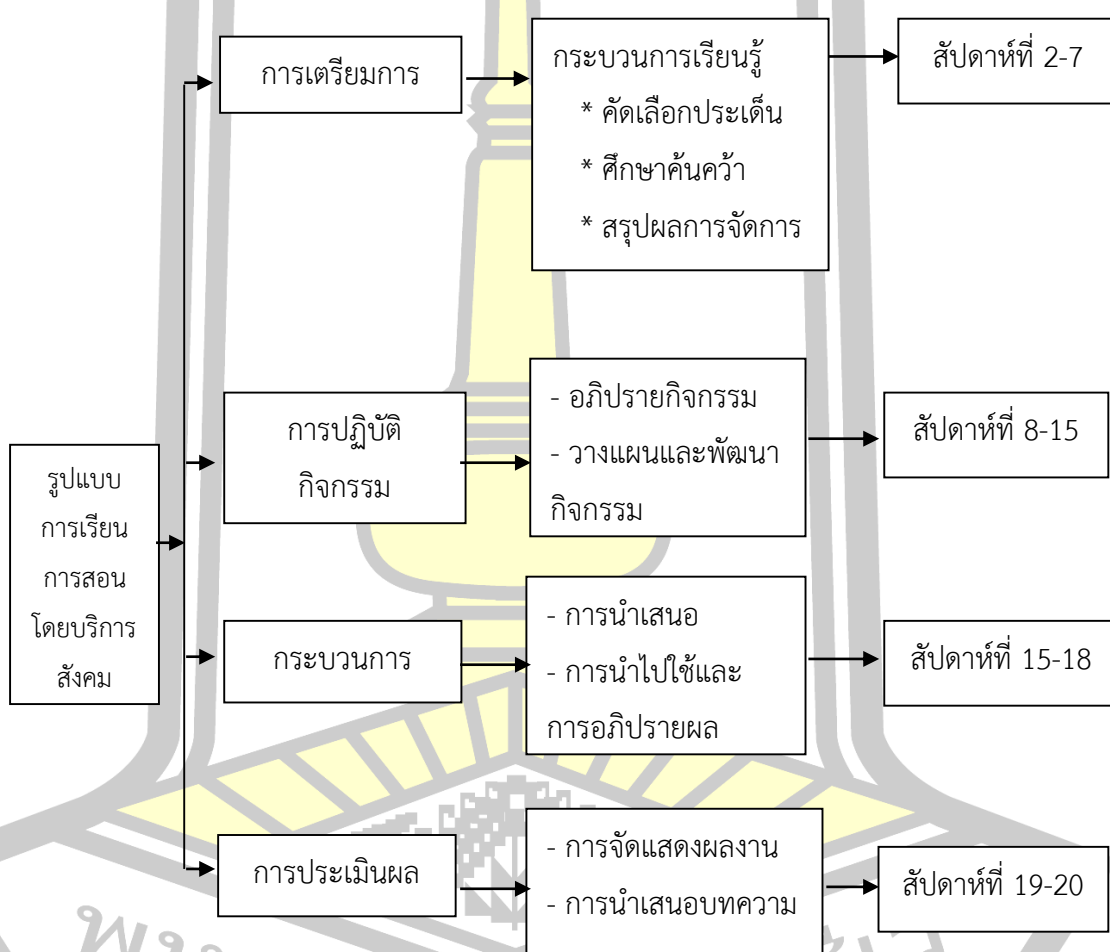 การเตรียมการ
กระบวนการเรียนรู้
* คัดเลือกประเด็น
* ศึกษาค้นคว้า
* สรุปผลการจัดการ
สัปดาห์ที่ 2-7
รูปแบบ
การเรียน
การสอน
โดยบริการ
สังคม
การปฏิบัติ
กิจกรรม
- อภิปรายกิจกรรม
- วางแผนและพัฒนา
กิจกรรม
สัปดาห์ที่ 8-15
กระบวนการ
- การนำเสนอ
- การนำไปใช้และ
การอภิปรายผล
สัปดาห์ที่ 15-18
การประเมินผล
- การจัดแสดงผลงาน
- การนำเสนอบทความ
สัปดาห์ที่ 19-20